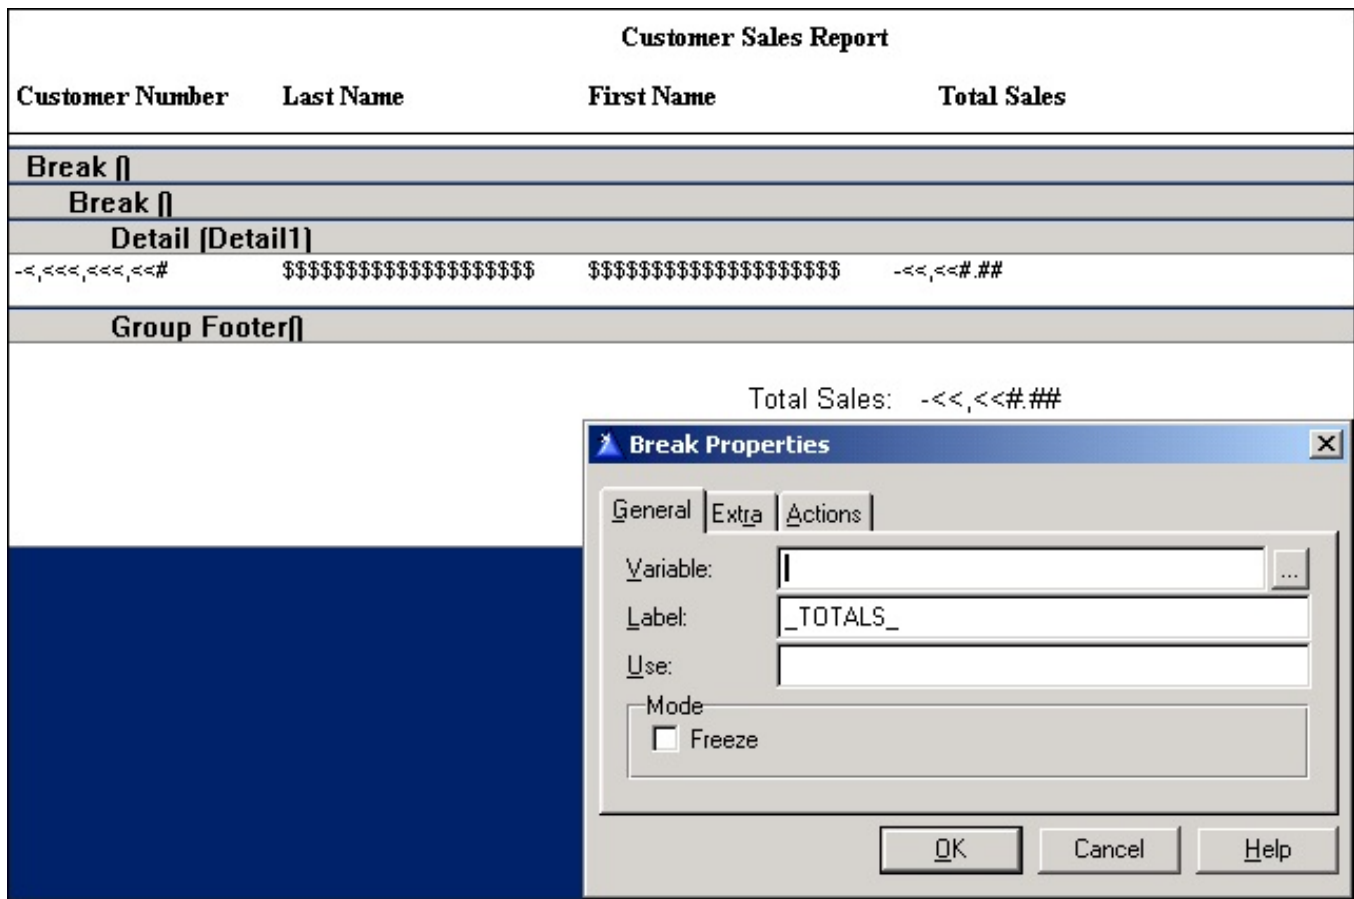 Customer Sales Report
Customer Number Last Name First Name Total Sales
Break ()
Break ()
Detail (Detail1)
-<,<<<,<<<,<<# $$$$$$$$$$$$$$$$$$$$ $$$$$$$$$$$$$$$$$$$$ -<<,<<#.##
Group Footer()
Total Sales: -<<,<<#.##
Break Properties
General Extra Actions
Variable: ...
Label: _TOTALS_
Use:
Mode
Freeze
OK Cancel Help